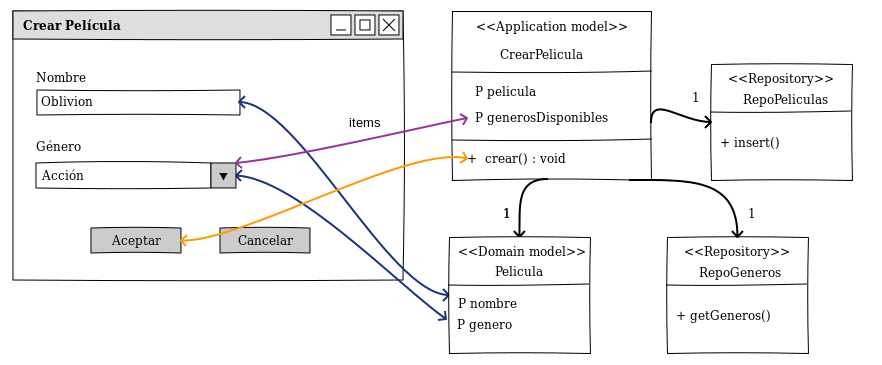 Crear Película
Nombre
Oblivion
Género
Acción
Aceptar
Cancelar
items
<<Application model>>
CrearPelicula
P pelicula
P generosDisponibles
+ crear() : void
1
<<Repository>>
RepoPeliculas
+ insert()
1
<<Domain model>>
Pelicula
P nombre
P genero
1
<<Repository>>
RepoGeneros
+ getGeneros()